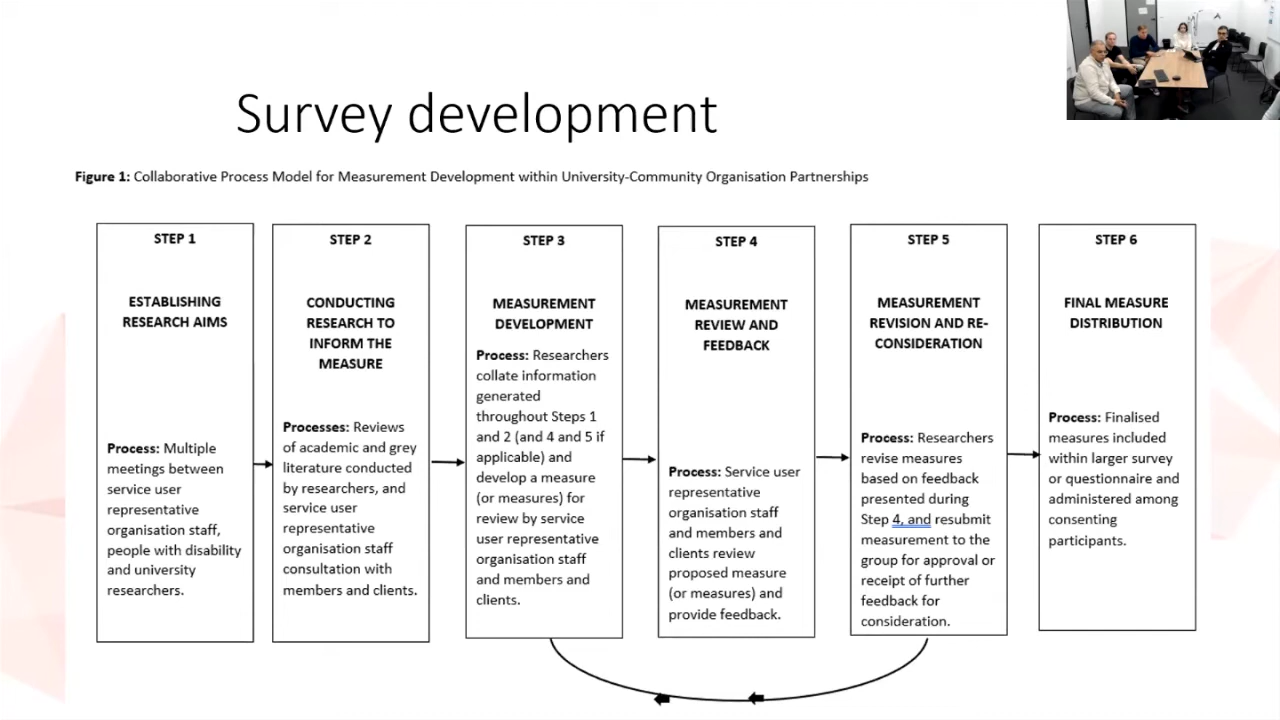 Survey development
Figure 1: Collaborative Process Model for Measurement Development within University-Community Organisation Partnerships
STEP 1
ESTABLISHING
RESEARCH AIMS
Process: Multiple
meetings between
service user
representative
organisation staff,
people with disability
and university
researchers.
STEP 2
CONDUCTING
RESEARCH TO
INFORM THE
MEASURE
Processes: Reviews
of academic and grey
literature conducted
by researchers, and
service user
representative
organisation staff
consultation with
members and clients.
STEP 3
MEASUREMENT
DEVELOPMENT
Process: Researchers
collate information
generated
throughout Steps 1
and 2 (and 4 and 5 if
applicable) and
develop a measure
(or measures) for
review by service
user representative
organisation staff
and members and
clients.
STEP 4
MEASUREMENT
REVIEW AND
FEEDBACK
Process: Service user
representative
organisation staff
and members and
clients review
proposed measure
(or measures) and
provide feedback.
STEP 5
MEASUREMENT
REVISION AND RE-
CONSIDERATION
Process: Researchers
revise measures
based on feedback
presented during
Step 4, and resubmit
measurement to the
group for approval or
receipt of further
feedback for
consideration.
STEP 6
FINAL MEASURE
DISTRIBUTION
Process: Finalised
measures included
within larger survey
or questionnaire and
administered among
consenting
participants.